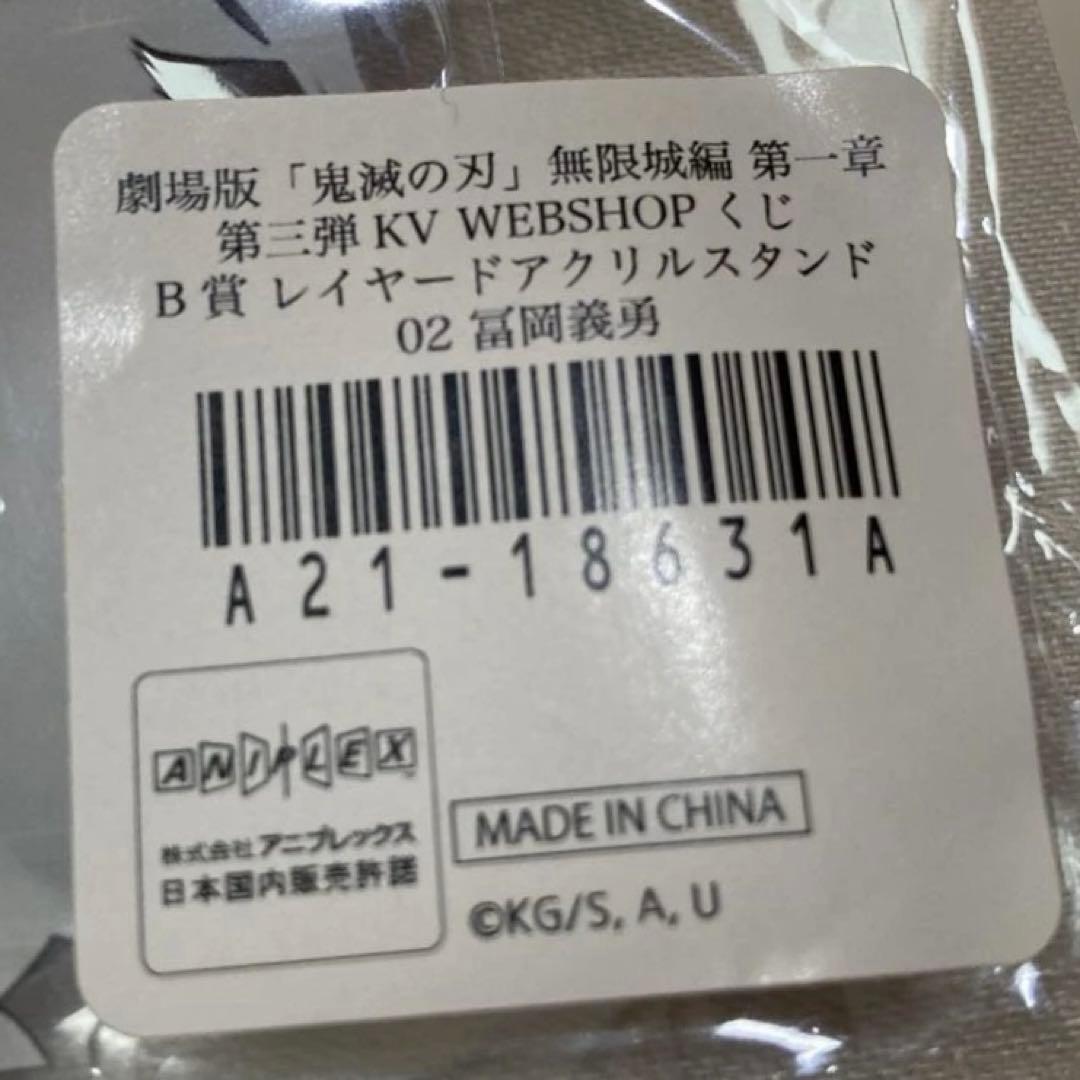 劇場版「鬼滅の刃」無限城編 第一章
第三弾 KV WEBSHOP くじ
B 賞 レイヤードアクリルスタンド
02 冨岡義勇
A21-18631A
ANIPLEX
株式会社アニプレックス
日本国内販売許諾
MADE IN CHINA
©KG/S, A, U